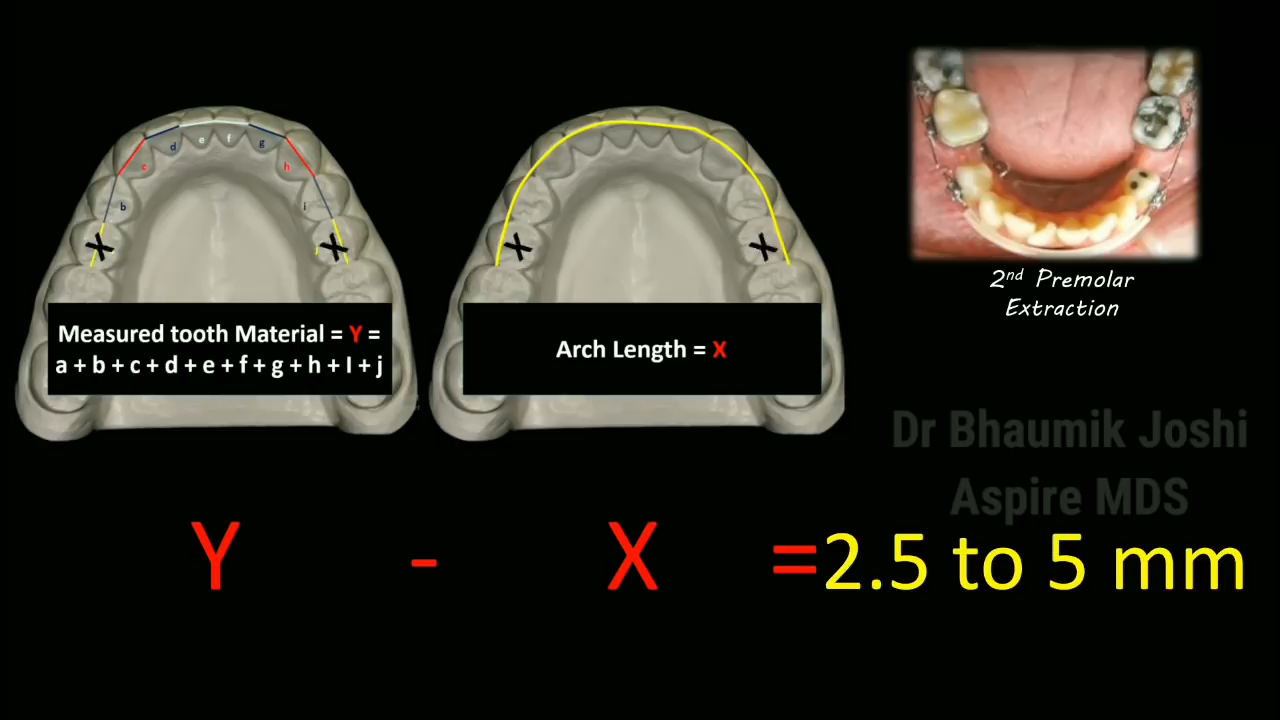 d e f g
c h
b i
X X
Measured tooth Material = Y =
a + b + c + d + e + f + g + h + I + j
X X
Arch Length = X
2nd Premolar
Extraction
Dr Bhaumik Joshi
Aspire MDS
Y - X =2.5 to 5 mm